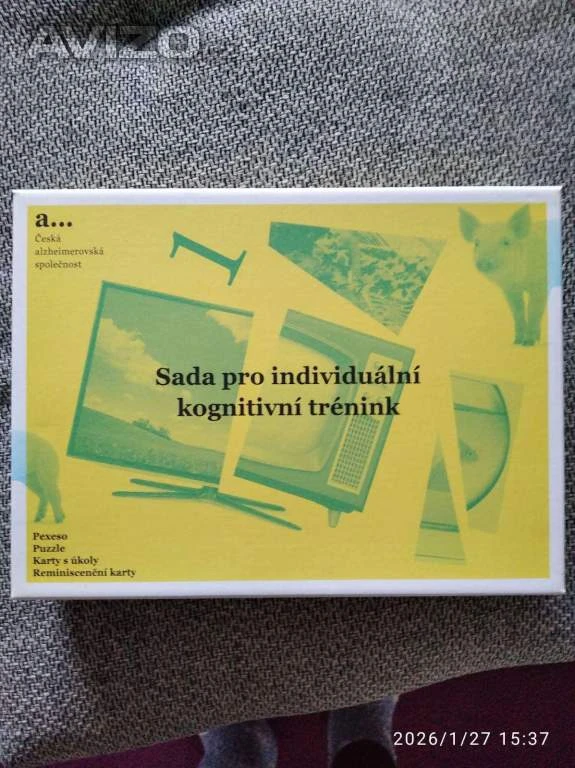 AVIZO
a...
Česká
alzheimerovská
společnost
1
Sada pro individuální
kognitivní trénink
Pexeso
Puzzle
Karty s úkoly
Reminiscenční karty
2026/1/27 15:37